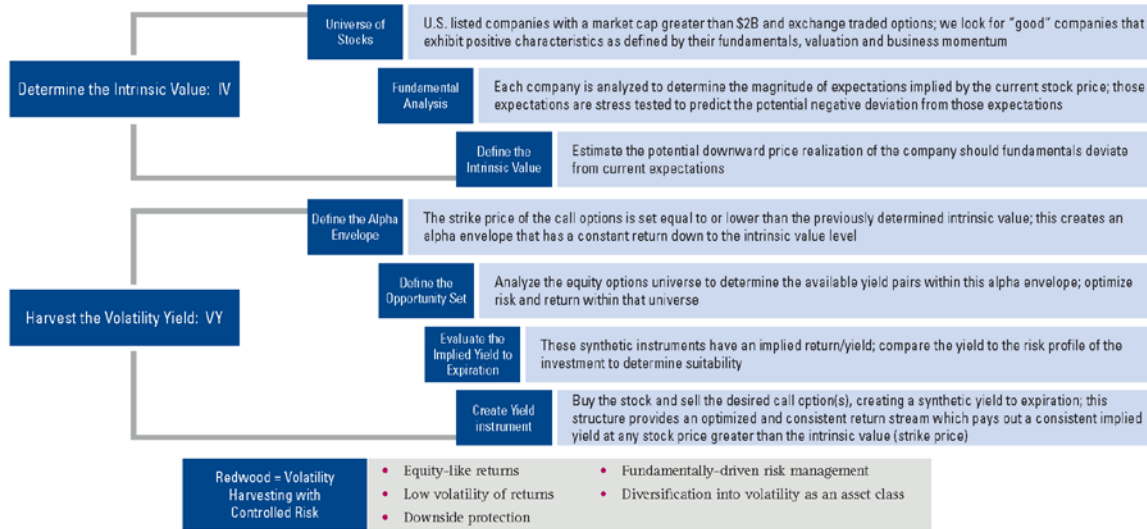 Universe of
Stocks
U.S. listed companies with a market cap greater than $2B and exchange traded options; we look for "good" companies that
exhibit positive characteristics as defined by their fundamentals, valuation and business momentum
Determine the Intrinsic Value: IV
Fundamental
Analysis
Each company is analyzed to determine the magnitude of expectations implied by the current stock price; those
expectations are stress tested to predict the potential negative deviation from those expectations
Define the
Intrinsic Value
Estimate the potential downward price realization of the company should fundamentals deviate
from current expectations
Define the Alpha
Envelope
The strike price of the call options is set equal to or lower than the previously determined intrinsic value; this creates an
alpha envelope that has a constant return down to the intrinsic value level
Define the
Opportunity Set
Analyze the equity options universe to determine the available yield pairs within this alpha envelope; optimize
risk and return within that universe
Harvest the Volatility Yield: VY
Evaluate the
Implied Yield to
Expiration
These synthetic instruments have an implied return/yield; compare the yield to the risk profile of the
investment to determine suitability
Create Yield
instrument
Buy the stock and sell the desired call option(s), creating a synthetic yield to expiration; this
structure provides an optimized and consistent return stream which pays out a consistent implied
yield at any stock price greater than the intrinsic value (strike price)
Redwood = Volatility
Harvesting with
Controlled Risk
• Equity-like returns
• Low volatility of returns
• Downside protection
• Fundamentally-driven risk management
• Diversification into volatility as an asset class